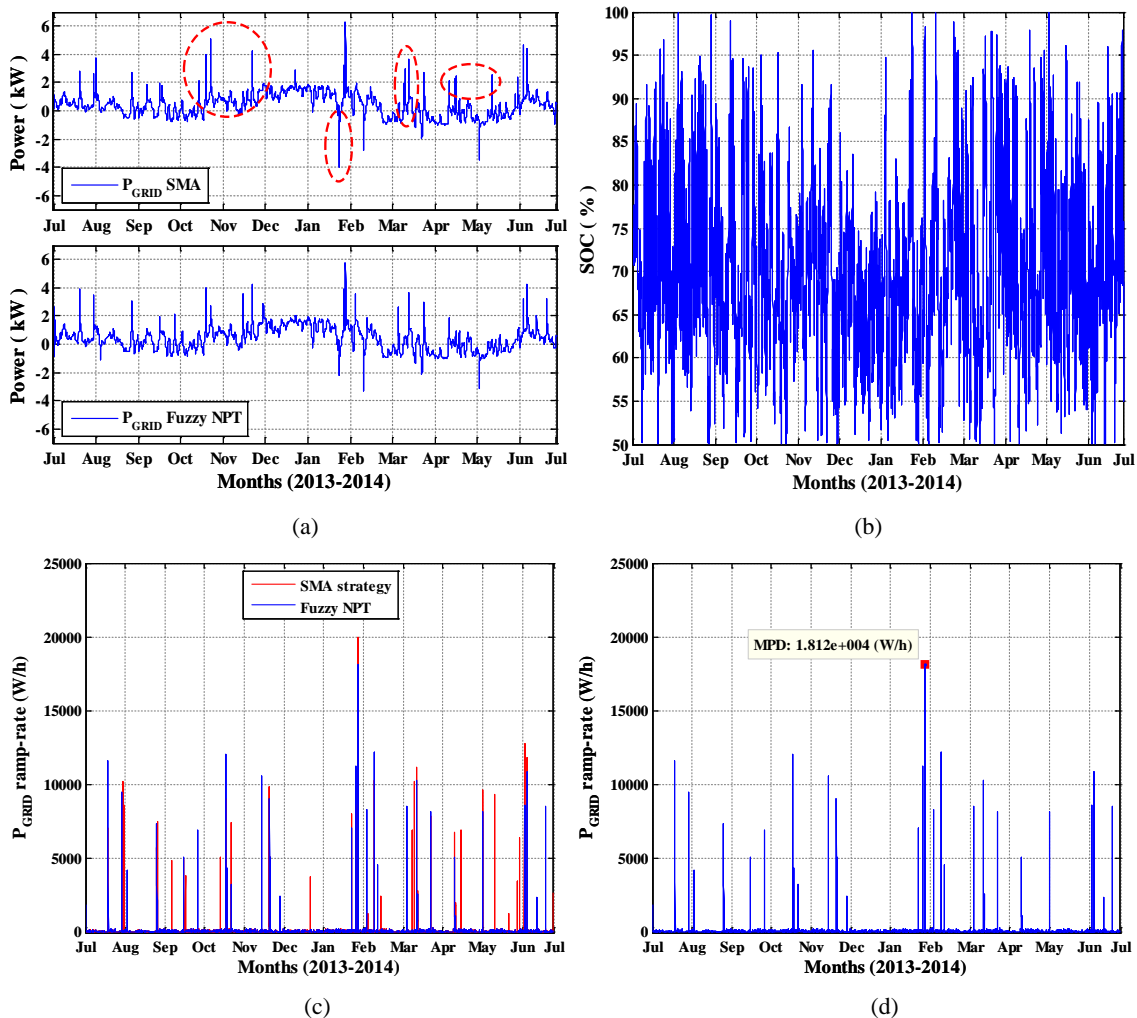 6
4
2
0
-2
-4
-6
Power ( kW )
P_GRID SMA
Jul Aug Sep Oct Nov Dec Jan Feb Mar Apr May Jun Jul
6
4
2
0
-2
-4
-6
Power ( kW )
P_GRID Fuzzy NPT
Jul Aug Sep Oct Nov Dec Jan Feb Mar Apr May Jun Jul
Months (2013-2014)
(a)
100
95
90
85
80
75
70
65
60
55
50
SOC ( % )
Jul Aug Sep Oct Nov Dec Jan Feb Mar Apr May Jun Jul
Months (2013-2014)
(b)
25000
20000
15000
10000
5000
0
P_GRID ramp-rate (W/h)
SMA strategy
Fuzzy NPT
Jul Aug Sep Oct Nov Dec Jan Feb Mar Apr May Jun Jul
Months (2013-2014)
(c)
25000
20000
15000
10000
5000
0
P_GRID ramp-rate (W/h)
MPD: 1.812e+004 (W/h)
Jul Aug Sep Oct Nov Dec Jan Feb Mar Apr May Jun Jul
Months (2013-2014)
(d)